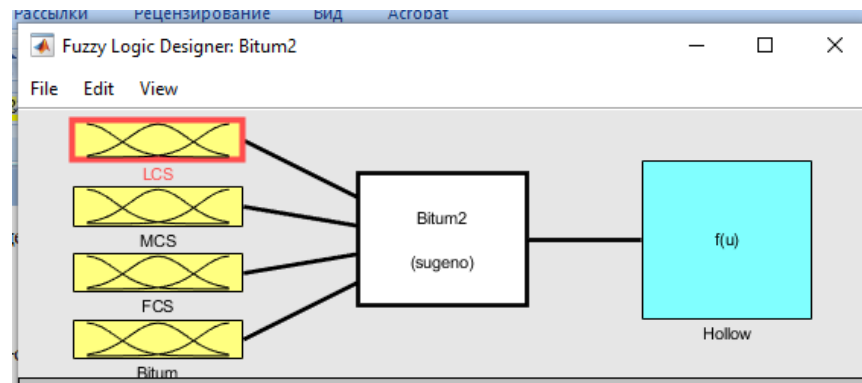 Рассылки Рецензирование Вид Acrobat
Fuzzy Logic Designer: Bitum2
File Edit View
LCS
MCS
FCS
Bitum
Bitum2
(sugeno)
f(u)
Hollow